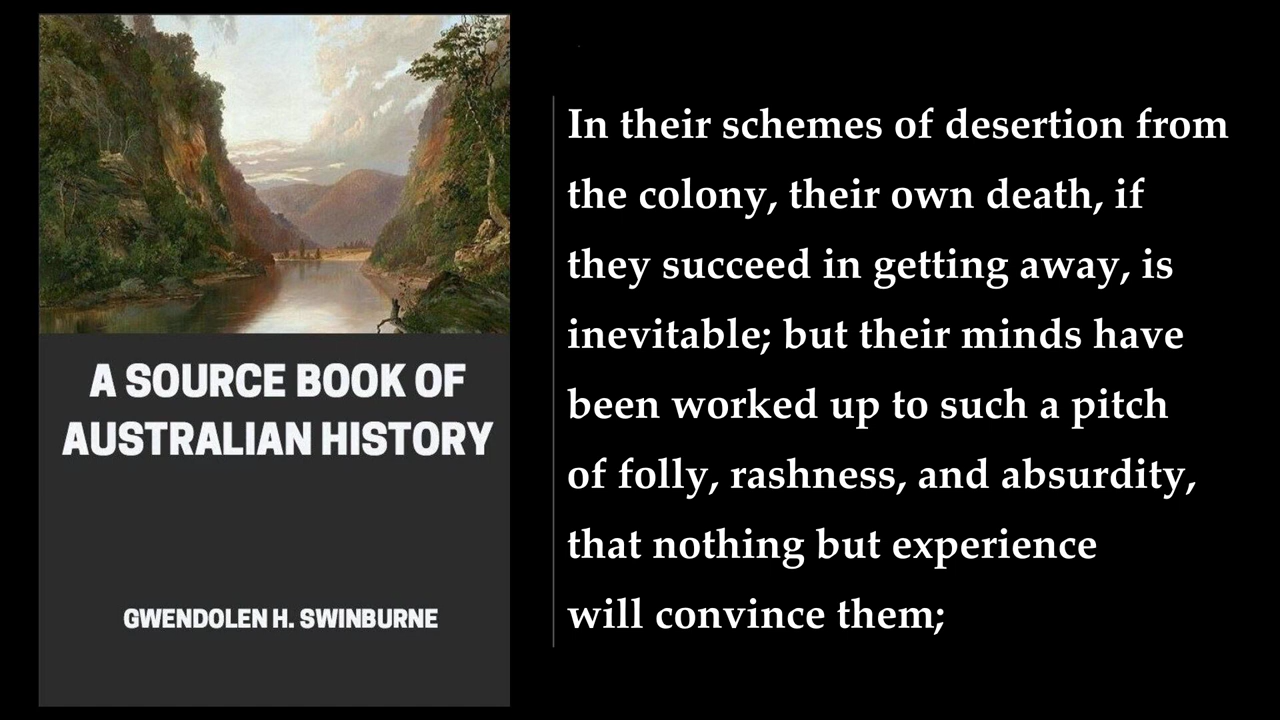 A SOURCE BOOK OF
AUSTRALIAN HISTORY
GWENDOLEN H. SWINBURNE
In their schemes of desertion from
the colony, their own death, if
they succeed in getting away, is
inevitable; but their minds have
been worked up to such a pitch
of folly, rashness, and absurdity,
that nothing but experience
will convince them;